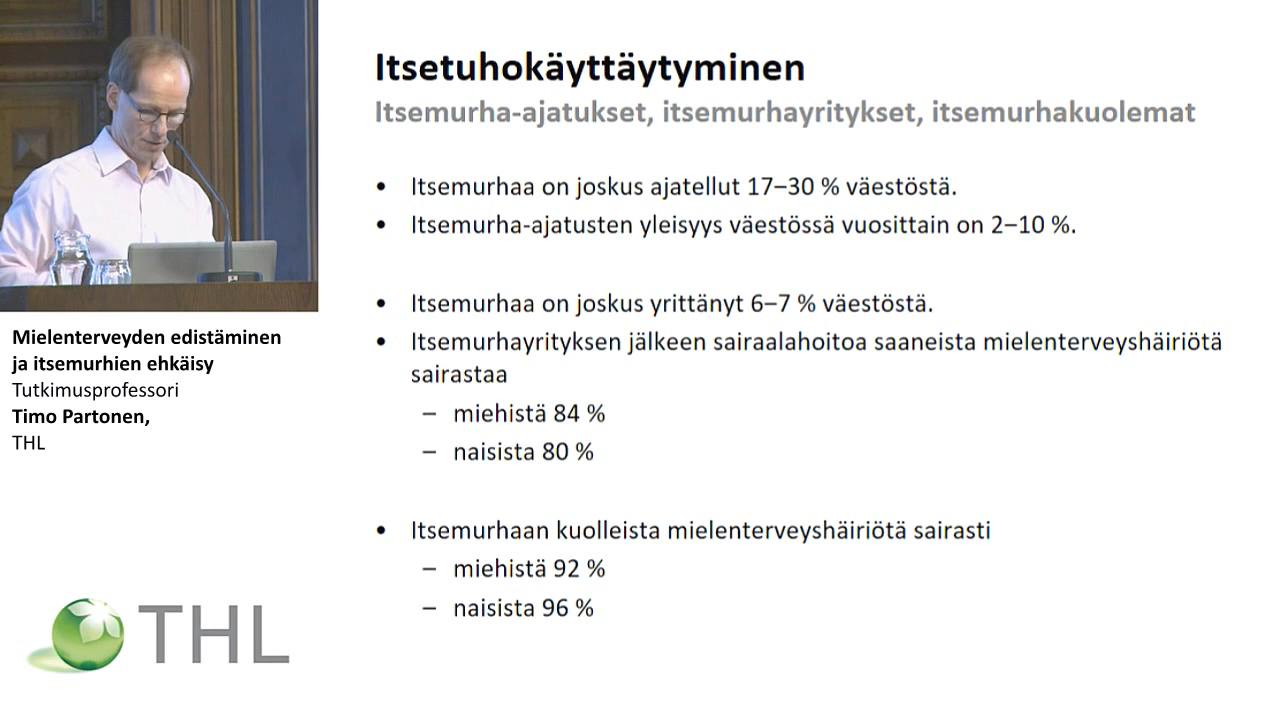 Itsetuhokäyttäytyminen
Itsemurha-ajatukset, itsemurhayritykset, itsemurhakuolemat
• Itsemurhaa on joskus ajatellut 17–30 % väestöstä.
• Itsemurha-ajatusten yleisyys väestössä vuosittain on 2–10 %.
• Itsemurhaa on joskus yrittänyt 6–7 % väestöstä.
• Itsemurhayrityksen jälkeen sairaalahoitoa saaneista mielenterveyshäiriötä
sairastaa
– miehistä 84 %
– naisista 80 %
• Itsemurhaan kuolleista mielenterveyshäiriötä sairasti
– miehistä 92 %
– naisista 96 %
Mielenterveyden edistäminen
ja itsemurhien ehkäisy
Tutkimusprofessori
Timo Partonen,
THL
THL